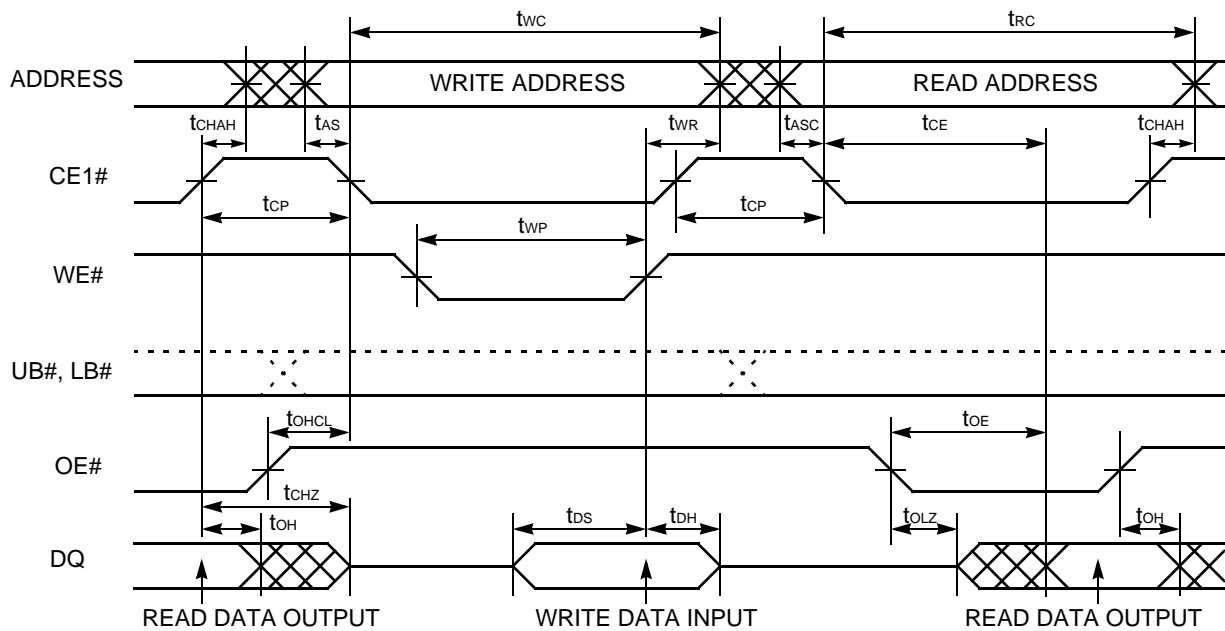 tWC tRC
ADDRESS WRITE ADDRESS READ ADDRESS
tCHAH tAS tWR tASC tCE tCHAH
CE1#
tCP tCP
tWP
WE#
UB#, LB#
tOHCL tOE
OE#
tCHZ
tOH tDS tDH tOLZ tOH
DQ
READ DATA OUTPUT WRITE DATA INPUT READ DATA OUTPUT